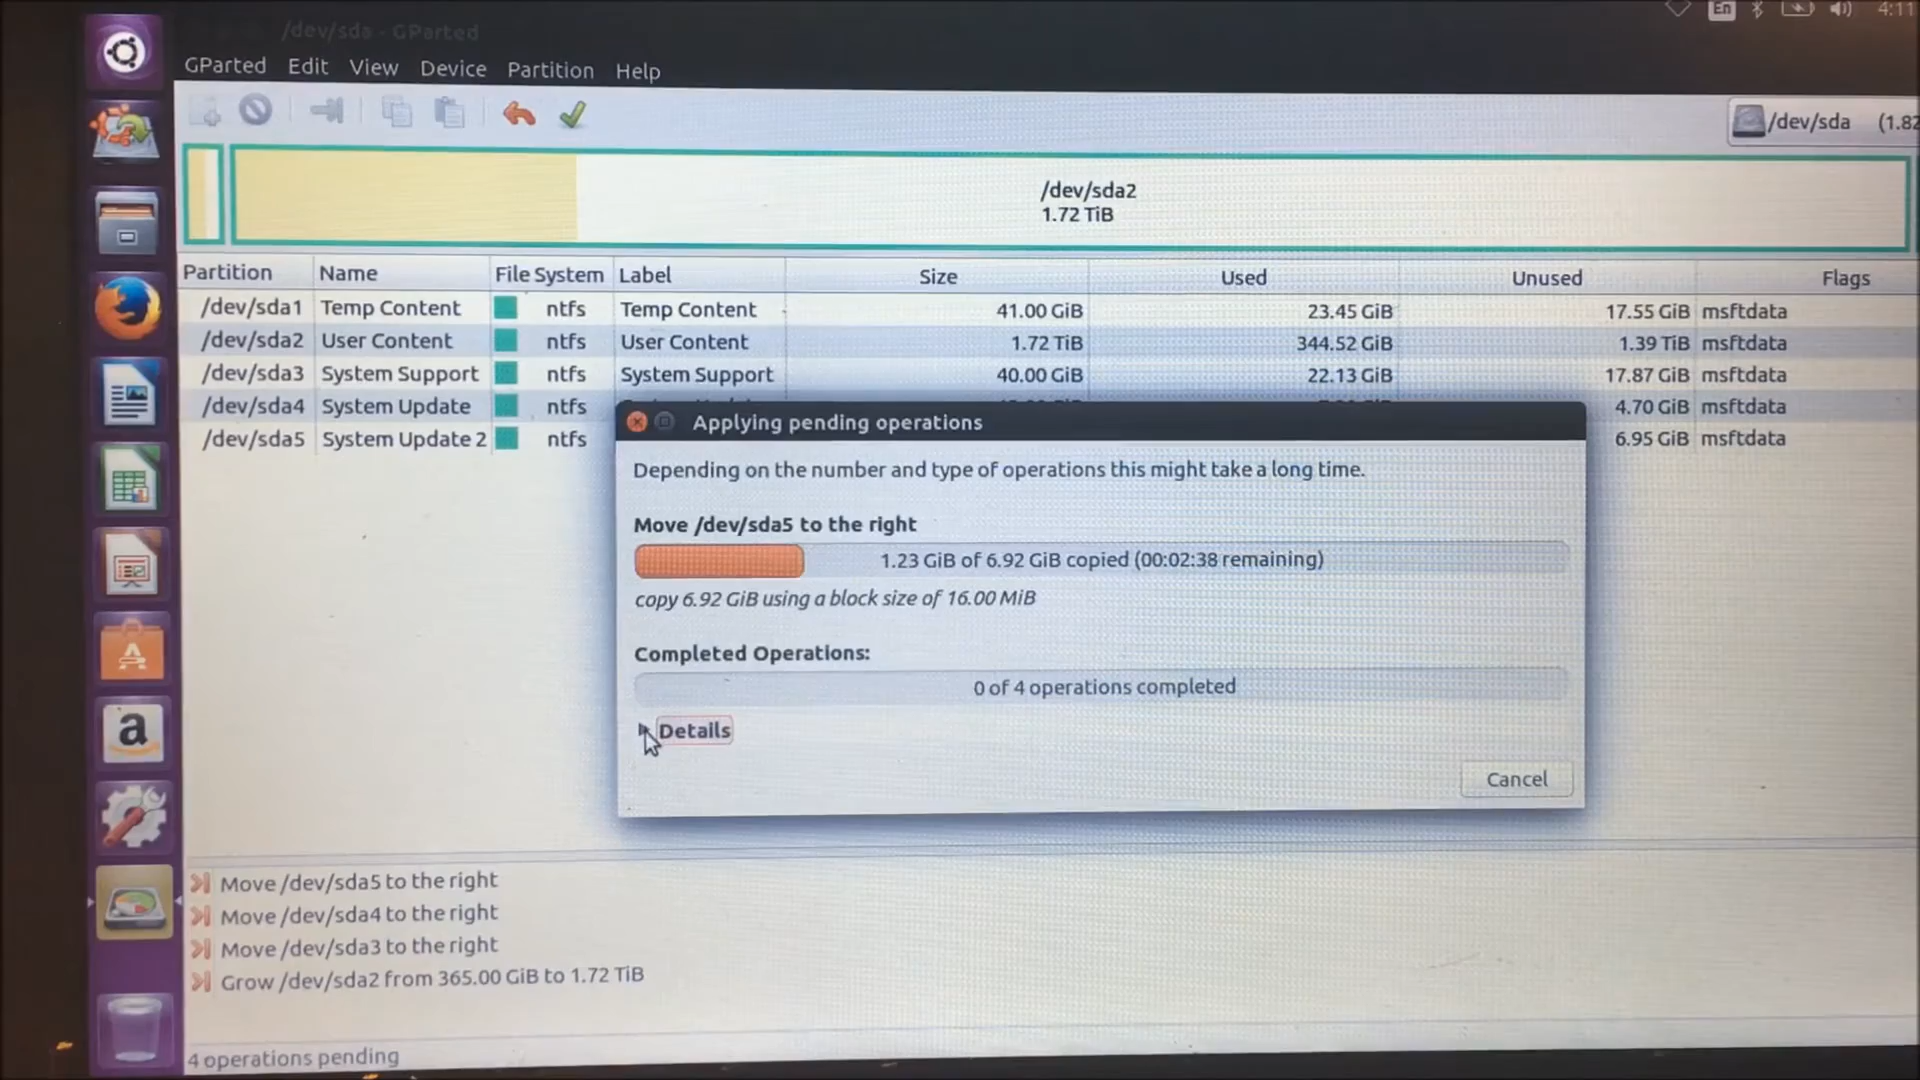 /dev/sda - GParted
En
4:11
GParted Edit View Device Partition Help
/dev/sda (1.82
/dev/sda2
1.72 TiB
Partition Name File System Label Size Used Unused Flags
/dev/sda1 Temp Content ntfs Temp Content 41.00 GiB 23.45 GiB 17.55 GiB msftdata
/dev/sda2 User Content ntfs User Content 1.72 TiB 344.52 GiB 1.39 TiB msftdata
/dev/sda3 System Support ntfs System Support 40.00 GiB 22.13 GiB 17.87 GiB msftdata
/dev/sda4 System Update ntfs 4.70 GiB msftdata
/dev/sda5 System Update 2 ntfs 6.95 GiB msftdata
Applying pending operations
Depending on the number and type of operations this might take a long time.
Move /dev/sda5 to the right
1.23 GiB of 6.92 GiB copied (00:02:38 remaining)
copy 6.92 GiB using a block size of 16.00 MiB
Completed Operations:
0 of 4 operations completed
Details
Cancel
Move /dev/sda5 to the right
Move /dev/sda4 to the right
Move /dev/sda3 to the right
Grow /dev/sda2 from 365.00 GiB to 1.72 TiB
4 operations pending